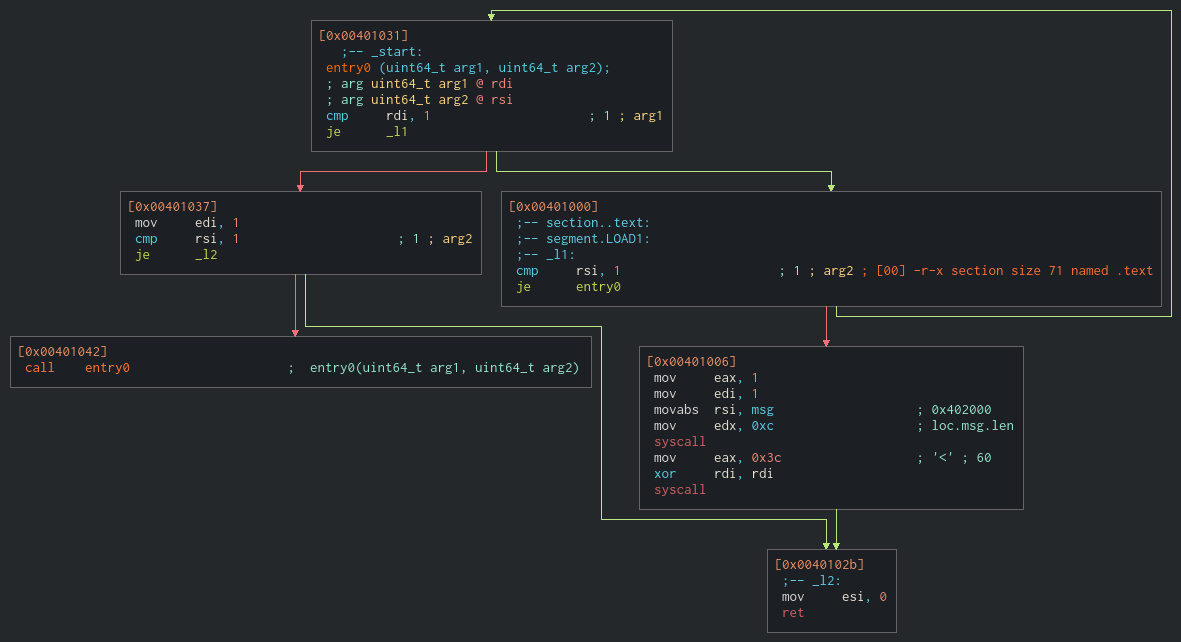 [0x00401031]
;-- _start:
entry0 (uint64_t arg1, uint64_t arg2);
; arg uint64_t arg1 @ rdi
; arg uint64_t arg2 @ rsi
cmp rdi, 1 ; 1 ; arg1
je _l1
[0x00401037]
mov edi, 1
cmp rsi, 1 ; 1 ; arg2
je _l2
[0x00401000]
;-- section..text:
;-- segment.LOAD1:
;-- _l1:
cmp rsi, 1 ; 1 ; arg2 ; [00] -r-x section size 71 named .text
je entry0
[0x00401042]
call entry0 ; entry0(uint64_t arg1, uint64_t arg2)
[0x00401006]
mov eax, 1
mov edi, 1
movabs rsi, msg ; 0x402000
mov edx, 0xc ; loc.msg.len
syscall
mov eax, 0x3c ; '<' ; 60
xor rdi, rdi
syscall
[0x0040102b]
;-- _l2:
mov esi, 0
ret